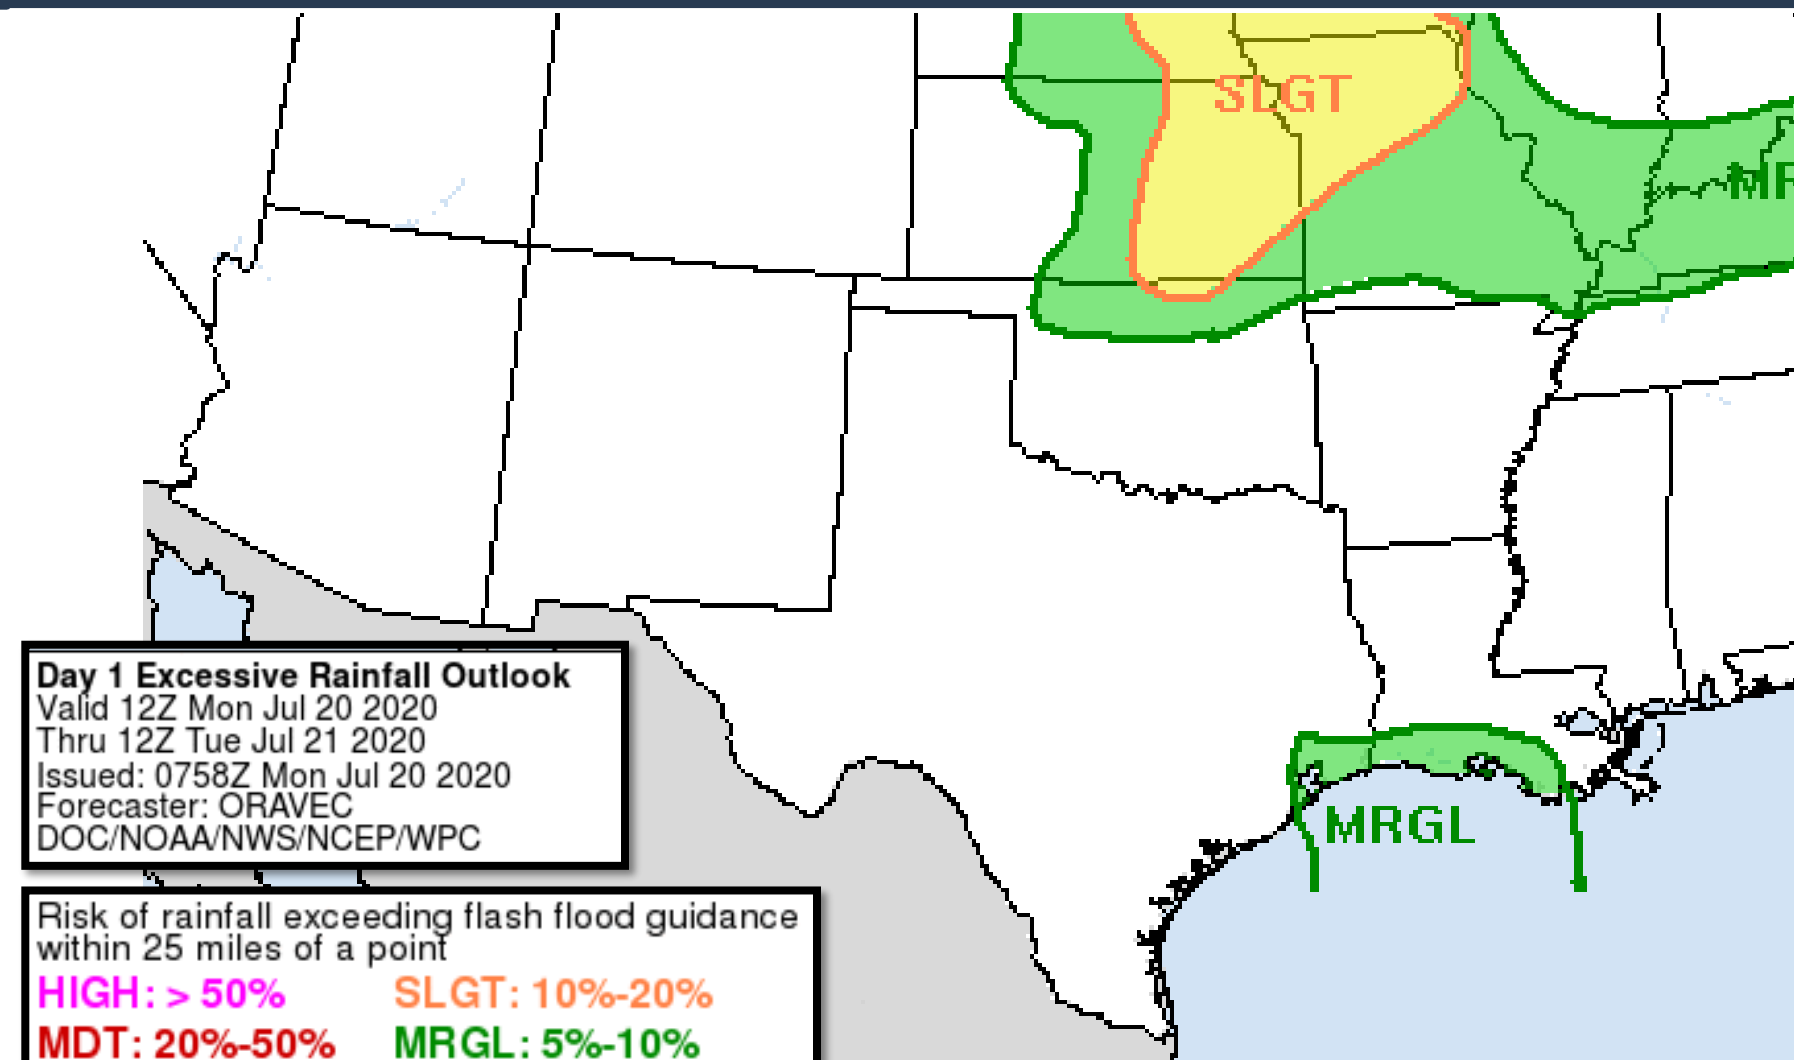 SLGT
MR
Day 1 Excessive Rainfall Outlook
Valid 12Z Mon Jul 20 2020
Thru 12Z Tue Jul 21 2020
Issued: 0758Z Mon Jul 20 2020
Forecaster: ORAVEC
DOC/NOAA/NWS/NCEP/WPC
MRGL
Risk of rainfall exceeding flash flood guidance
within 25 miles of a point
HIGH: > 50% SLGT: 10%-20%
MDT: 20%-50% MRGL: 5%-10%